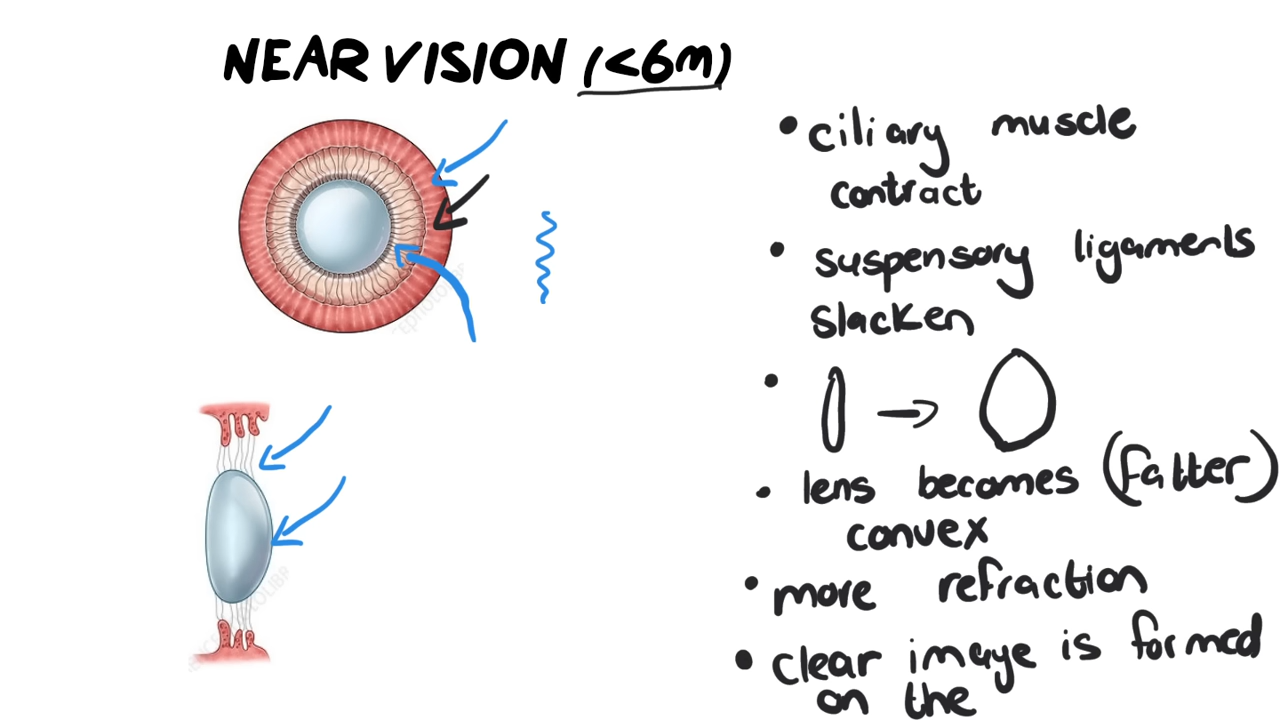 NEAR VISION (<6m)
• ciliary muscle
contract
• suspensory ligaments
slacken
•
• lens becomes (fatter)
convex
• more refraction
• clear image is formed
on the